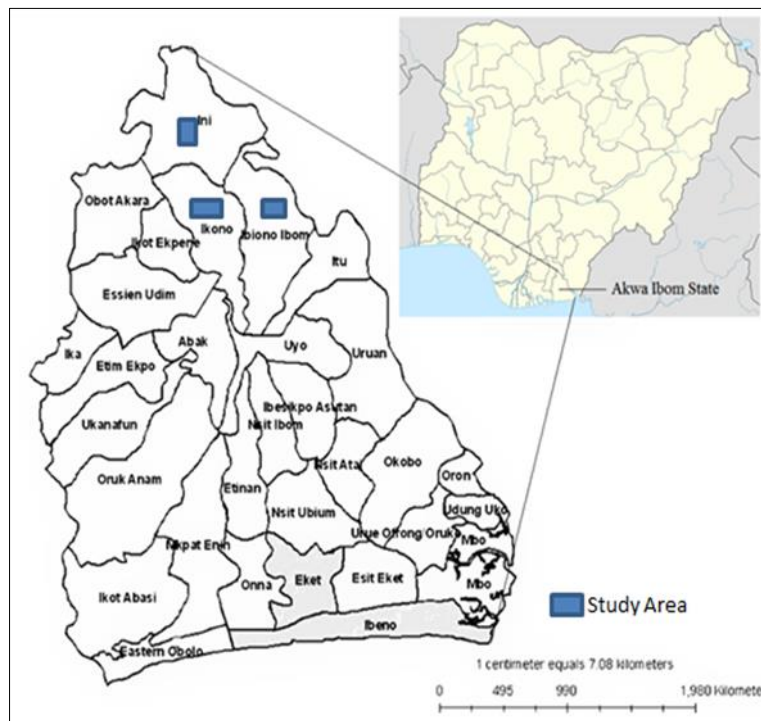 Ini
Obot Akara
Ikono
Ikot Ekpene
Ibiono Ibom
Itu
Akwa Ibom State
Essien Udim
Ika
Abak
Uyo
Etim Ekpo
Uruan
Ukanafun
Ibesikpo Asutan
Nsit Ibom
Oruk Anam
Nsit Atai
Okobo
Oron
Etinan
Nsit Ubium
Udung Uko
Urue Offong/Oruko
Mbo
Nkpat Enin
Ikot Abasi
Onna
Eket
Esit Eket
Mbo
Study Area
Ibeno
Eastern Obolo
1 centimeter equals 7.08 kilometers
0 495 990 1,980 Kilomete